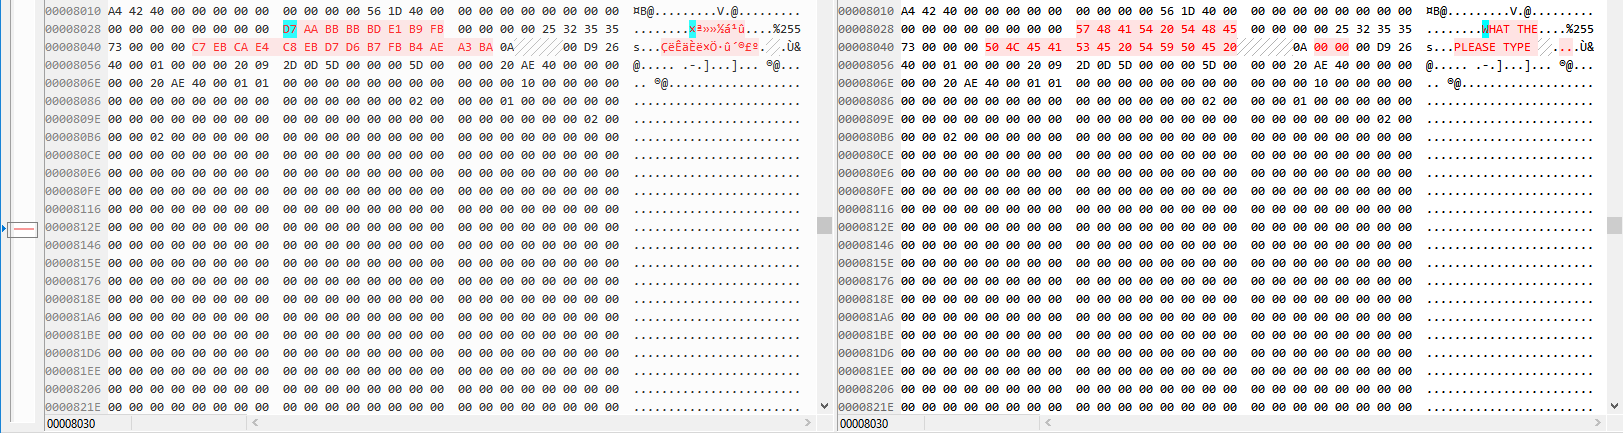 00008010 A4 42 40 00 00 00 00 00 00 00 00 00 56 1D 40 00 00 00 00 00 00 00 00 00 ¤B@.........V.@.........
00008028 00 00 00 00 00 00 00 00 D7 AA BB BB BD E1 B9 FB 00 00 00 00 25 32 35 35 ........×ª»»½á¹û....%255
00008040 73 00 00 00 C7 EB CA E4 C8 EB D7 D6 B7 FB B4 AE A3 BA 0A 00 D9 26 s...ÇëÊäÈë×Ö·û´®£º. .Ù&
00008056 40 00 01 00 00 00 20 09 2D 0D 5D 00 00 00 5D 00 00 00 20 AE 40 00 00 00 @..... .-.]...]... ®@...
0000806E 00 00 20 AE 40 00 01 01 00 00 00 00 00 00 00 00 00 00 00 10 00 00 00 00 .. ®@...................
00008086 00 00 00 00 00 00 00 00 00 00 00 00 00 00 02 00 00 00 01 00 00 00 00 00 ........................
0000809E 00 00 00 00 00 00 00 00 00 00 00 00 00 00 00 00 00 00 00 00 00 00 02 00 ........................
000080B6 00 00 02 00 00 00 00 00 00 00 00 00 00 00 00 00 00 00 00 00 00 00 00 00 ........................
000080CE 00 00 00 00 00 00 00 00 00 00 00 00 00 00 00 00 00 00 00 00 00 00 00 00 ........................
000080E6 00 00 00 00 00 00 00 00 00 00 00 00 00 00 00 00 00 00 00 00 00 00 00 00 ........................
000080FE 00 00 00 00 00 00 00 00 00 00 00 00 00 00 00 00 00 00 00 00 00 00 00 00 ........................
00008116 00 00 00 00 00 00 00 00 00 00 00 00 00 00 00 00 00 00 00 00 00 00 00 00 ........................
0000812E 00 00 00 00 00 00 00 00 00 00 00 00 00 00 00 00 00 00 00 00 00 00 00 00 ........................
00008146 00 00 00 00 00 00 00 00 00 00 00 00 00 00 00 00 00 00 00 00 00 00 00 00 ........................
0000815E 00 00 00 00 00 00 00 00 00 00 00 00 00 00 00 00 00 00 00 00 00 00 00 00 ........................
00008176 00 00 00 00 00 00 00 00 00 00 00 00 00 00 00 00 00 00 00 00 00 00 00 00 ........................
0000818E 00 00 00 00 00 00 00 00 00 00 00 00 00 00 00 00 00 00 00 00 00 00 00 00 ........................
000081A6 00 00 00 00 00 00 00 00 00 00 00 00 00 00 00 00 00 00 00 00 00 00 00 00 ........................
000081BE 00 00 00 00 00 00 00 00 00 00 00 00 00 00 00 00 00 00 00 00 00 00 00 00 ........................
000081D6 00 00 00 00 00 00 00 00 00 00 00 00 00 00 00 00 00 00 00 00 00 00 00 00 ........................
000081EE 00 00 00 00 00 00 00 00 00 00 00 00 00 00 00 00 00 00 00 00 00 00 00 00 ........................
00008206 00 00 00 00 00 00 00 00 00 00 00 00 00 00 00 00 00 00 00 00 00 00 00 00 ........................
0000821E 00 00 00 00 00 00 00 00 00 00 00 00 00 00 00 00 00 00 00 00 00 00 00 00 ........................
00008030
00008010 A4 42 40 00 00 00 00 00 00 00 00 00 56 1D 40 00 00 00 00 00 00 00 00 00 ¤B@.........V.@.........
00008028 00 00 00 00 00 00 00 00 57 48 41 54 20 54 48 45 00 00 00 00 25 32 35 35 ........WHAT THE....%255
00008040 73 00 00 00 50 4C 45 41 53 45 20 54 59 50 45 20 0A 00 00 00 D9 26 s...PLEASE TYPE ....Ù&
00008056 40 00 01 00 00 00 20 09 2D 0D 5D 00 00 00 5D 00 00 00 20 AE 40 00 00 00 @..... .-.]...]... ®@...
0000806E 00 00 20 AE 40 00 01 01 00 00 00 00 00 00 00 00 00 00 00 10 00 00 00 00 .. ®@...................
00008086 00 00 00 00 00 00 00 00 00 00 00 00 00 00 02 00 00 00 01 00 00 00 00 00 ........................
0000809E 00 00 00 00 00 00 00 00 00 00 00 00 00 00 00 00 00 00 00 00 00 00 02 00 ........................
000080B6 00 00 02 00 00 00 00 00 00 00 00 00 00 00 00 00 00 00 00 00 00 00 00 00 ........................
000080CE 00 00 00 00 00 00 00 00 00 00 00 00 00 00 00 00 00 00 00 00 00 00 00 00 ........................
000080E6 00 00 00 00 00 00 00 00 00 00 00 00 00 00 00 00 00 00 00 00 00 00 00 00 ........................
000080FE 00 00 00 00 00 00 00 00 00 00 00 00 00 00 00 00 00 00 00 00 00 00 00 00 ........................
00008116 00 00 00 00 00 00 00 00 00 00 00 00 00 00 00 00 00 00 00 00 00 00 00 00 ........................
0000812E 00 00 00 00 00 00 00 00 00 00 00 00 00 00 00 00 00 00 00 00 00 00 00 00 ........................
00008146 00 00 00 00 00 00 00 00 00 00 00 00 00 00 00 00 00 00 00 00 00 00 00 00 ........................
0000815E 00 00 00 00 00 00 00 00 00 00 00 00 00 00 00 00 00 00 00 00 00 00 00 00 ........................
00008176 00 00 00 00 00 00 00 00 00 00 00 00 00 00 00 00 00 00 00 00 00 00 00 00 ........................
0000818E 00 00 00 00 00 00 00 00 00 00 00 00 00 00 00 00 00 00 00 00 00 00 00 00 ........................
000081A6 00 00 00 00 00 00 00 00 00 00 00 00 00 00 00 00 00 00 00 00 00 00 00 00 ........................
000081BE 00 00 00 00 00 00 00 00 00 00 00 00 00 00 00 00 00 00 00 00 00 00 00 00 ........................
000081D6 00 00 00 00 00 00 00 00 00 00 00 00 00 00 00 00 00 00 00 00 00 00 00 00 ........................
000081EE 00 00 00 00 00 00 00 00 00 00 00 00 00 00 00 00 00 00 00 00 00 00 00 00 ........................
00008206 00 00 00 00 00 00 00 00 00 00 00 00 00 00 00 00 00 00 00 00 00 00 00 00 ........................
0000821E 00 00 00 00 00 00 00 00 00 00 00 00 00 00 00 00 00 00 00 00 00 00 00 00 ........................
00008030